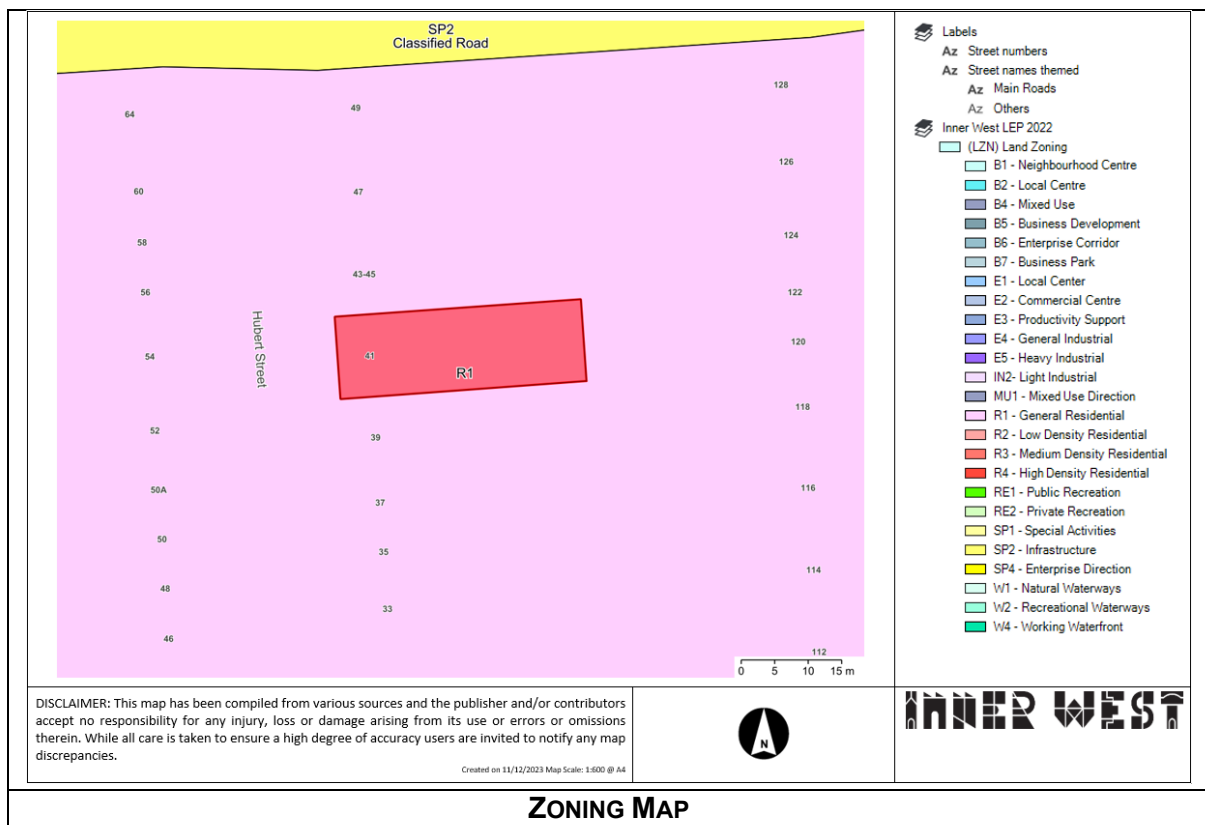 SP2
Classified Road
128
64
49
126
60
47
124
58
43-45
56
122
Hubert Street
120
54
41
R1
118
52
39
116
50A
37
50
35
114
48
33
46
112
0 5 10 15 m
Labels
Az Street numbers
Az Street names themed
Az Main Roads
Az Others
Inner West LEP 2022
(LZN) Land Zoning
B1 - Neighbourhood Centre
B2 - Local Centre
B4 - Mixed Use
B5 - Business Development
B6 - Enterprise Corridor
B7 - Business Park
E1 - Local Center
E2 - Commercial Centre
E3 - Productivity Support
E4 - General Industrial
E5 - Heavy Industrial
IN2- Light Industrial
MU1 - Mixed Use Direction
R1 - General Residential
R2 - Low Density Residential
R3 - Medium Density Residential
R4 - High Density Residential
RE1 - Public Recreation
RE2 - Private Recreation
SP1 - Special Activities
SP2 - Infrastructure
SP4 - Enterprise Direction
W1 - Natural Waterways
W2 - Recreational Waterways
W4 - Working Waterfront
DISCLAIMER: This map has been compiled from various sources and the publisher and/or contributors
accept no responsibility for any injury, loss or damage arising from its use or errors or omissions
therein. While all care is taken to ensure a high degree of accuracy users are invited to notify any map
discrepancies.
Created on 11/12/2023 Map Scale: 1:600 @ A4
N
INNER WEST
ZONING MAP